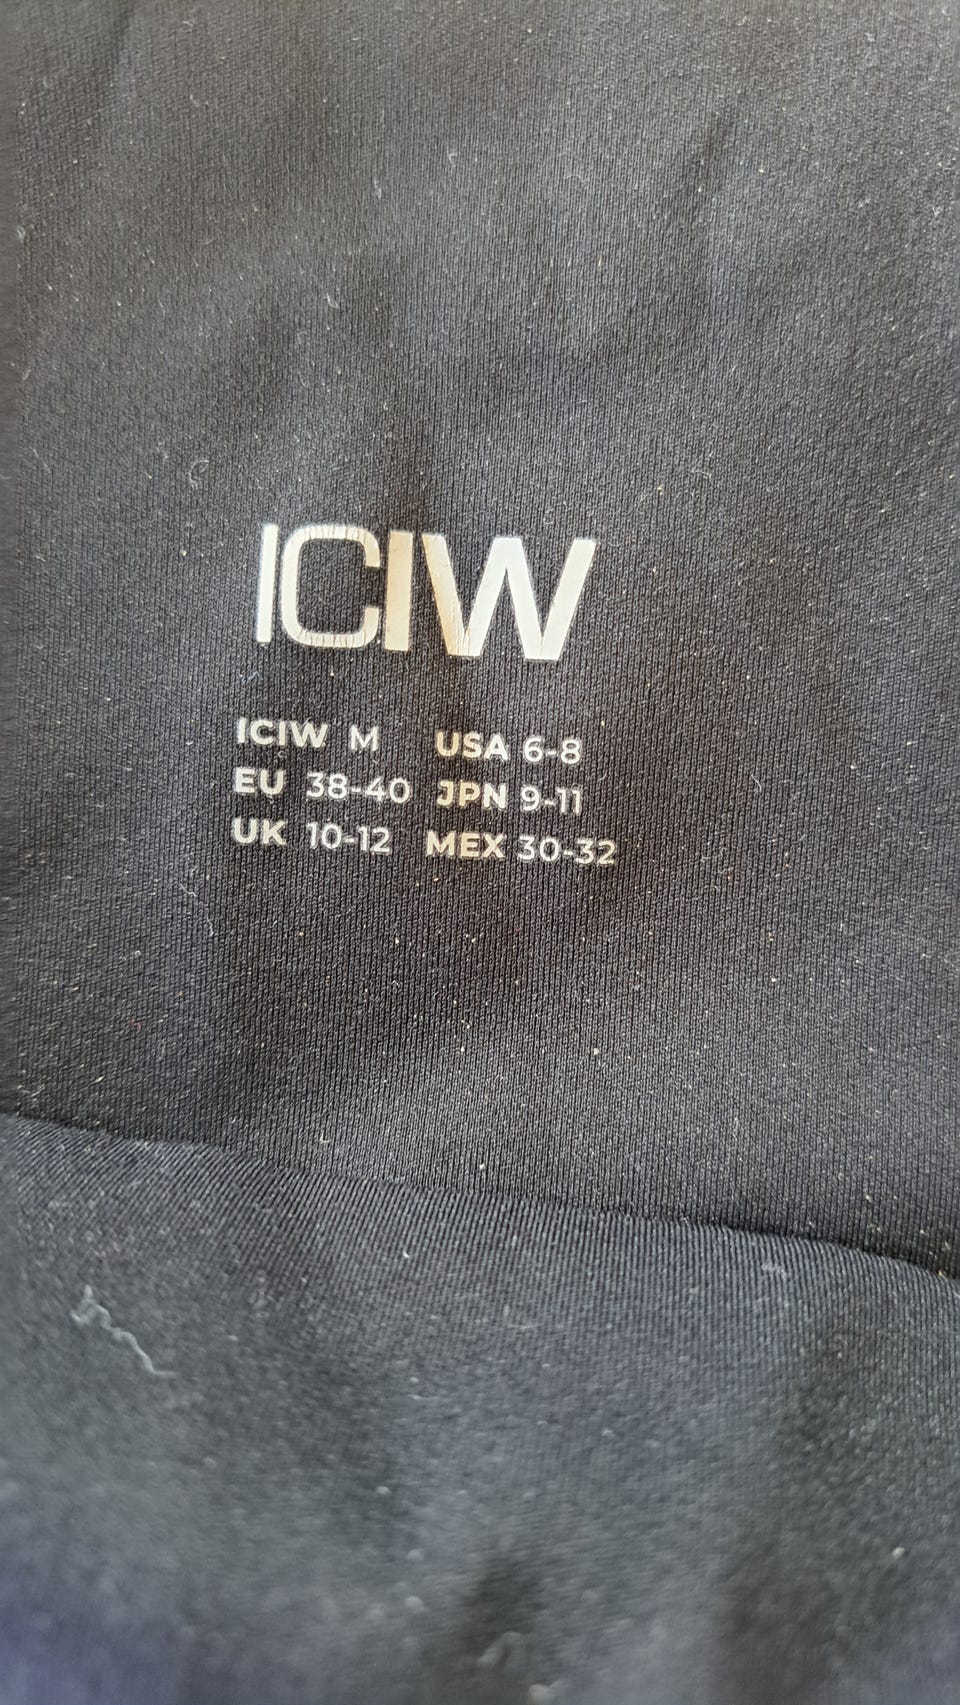 ICIW
ICIW M USA 6-8
EU 38-40 JPN 9-11
UK 10-12 MEX 30-32